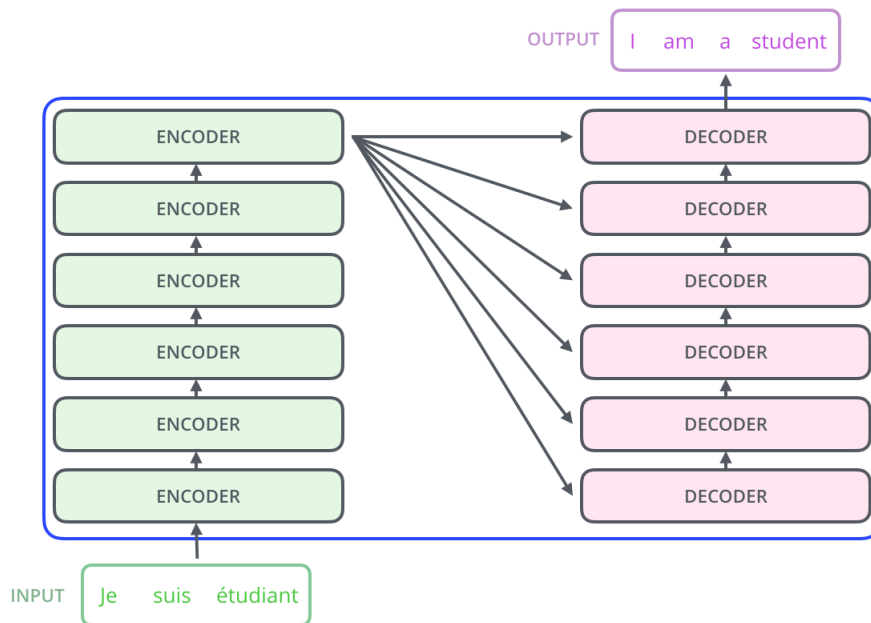 OUTPUT
I am a student
ENCODER
DECODER
ENCODER
DECODER
ENCODER
DECODER
ENCODER
DECODER
ENCODER
DECODER
ENCODER
DECODER
INPUT
Je suis étudiant